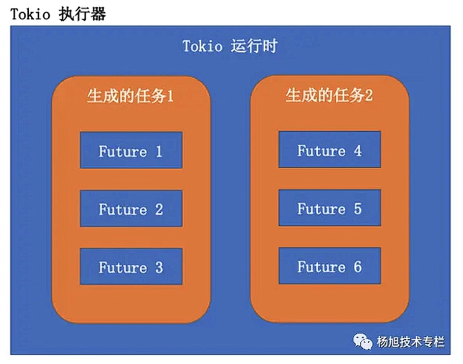 Tokio 执行器
Tokio 运行时
生成的任务1
Future 1
Future 2
Future 3
生成的任务2
Future 4
Future 5
Future 6
杨旭技术专栏